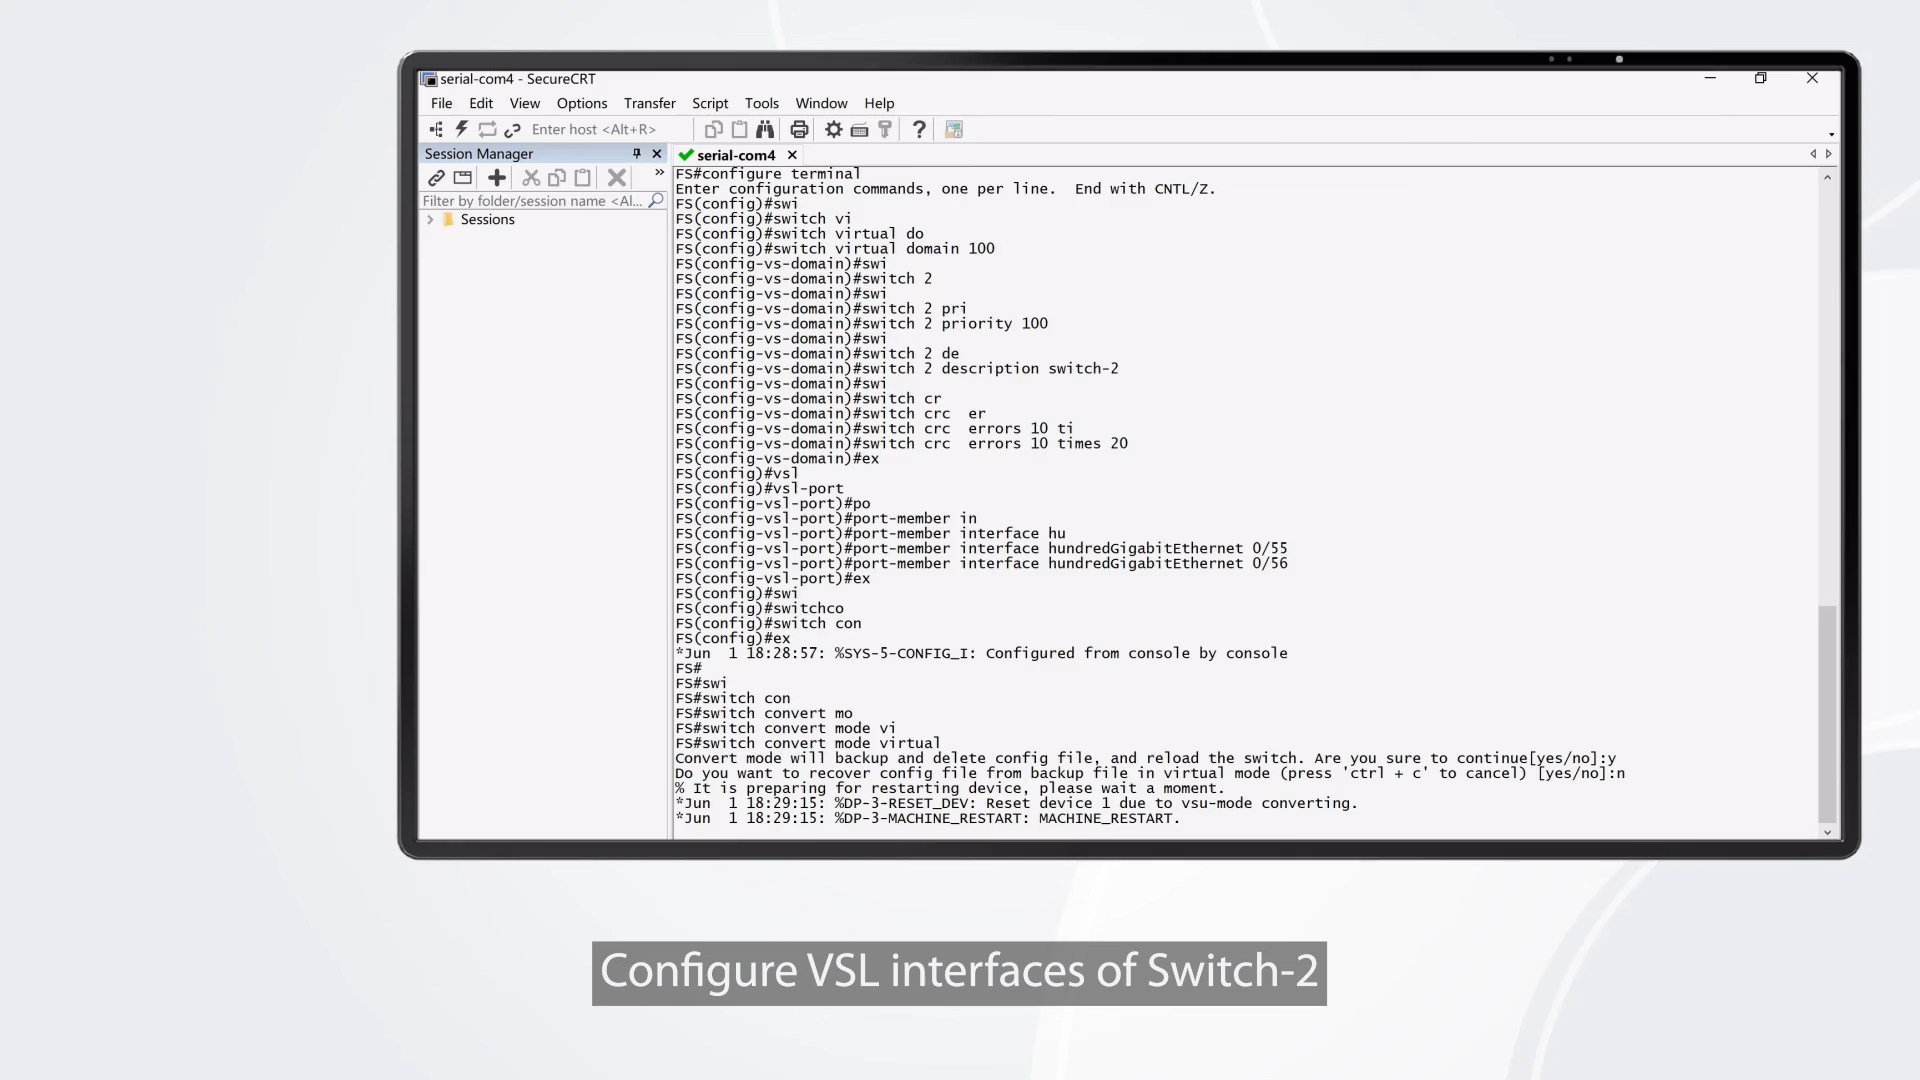 serial-com4 - SecureCRT
File Edit View Options Transfer Script Tools Window Help
Enter host <Alt+R>
Session Manager
serial-com4
Filter by folder/session name <Al...
Sessions
FS#configure terminal
Enter configuration commands, one per line.  End with CNTL/Z.
FS(config)#swi
FS(config)#switch vi
FS(config)#switch virtual do
FS(config)#switch virtual domain 100
FS(config-vs-domain)#swi
FS(config-vs-domain)#switch 2
FS(config-vs-domain)#swi
FS(config-vs-domain)#switch 2 pri
FS(config-vs-domain)#switch 2 priority 100
FS(config-vs-domain)#swi
FS(config-vs-domain)#switch 2 de
FS(config-vs-domain)#switch 2 description switch-2
FS(config-vs-domain)#swi
FS(config-vs-domain)#switch cr
FS(config-vs-domain)#switch crc  er
FS(config-vs-domain)#switch crc  errors 10 ti
FS(config-vs-domain)#switch crc  errors 10 times 20
FS(config-vs-domain)#ex
FS(config)#vsl
FS(config)#vsl-port
FS(config-vsl-port)#po
FS(config-vsl-port)#port-member in
FS(config-vsl-port)#port-member interface hu
FS(config-vsl-port)#port-member interface hundredGigabitEthernet 0/55
FS(config-vsl-port)#port-member interface hundredGigabitEthernet 0/56
FS(config-vsl-port)#ex
FS(config)#swi
FS(config)#switchco
FS(config)#switch con
FS(config)#ex
*Jun  1 18:28:57: %SYS-5-CONFIG_I: Configured from console by console
FS#
FS#swi
FS#switch con
FS#switch convert mo
FS#switch convert mode vi
FS#switch convert mode virtual
Convert mode will backup and delete config file, and reload the switch. Are you sure to continue[yes/no]:y
Do you want to recover config file from backup file in virtual mode (press 'ctrl + c' to cancel) [yes/no]:n
% It is preparing for restarting device, please wait a moment.
*Jun  1 18:29:15: %DP-3-RESET_DEV: Reset device 1 due to vsu-mode converting.
*Jun  1 18:29:15: %DP-3-MACHINE_RESTART: MACHINE_RESTART.
Configure VSL interfaces of Switch-2